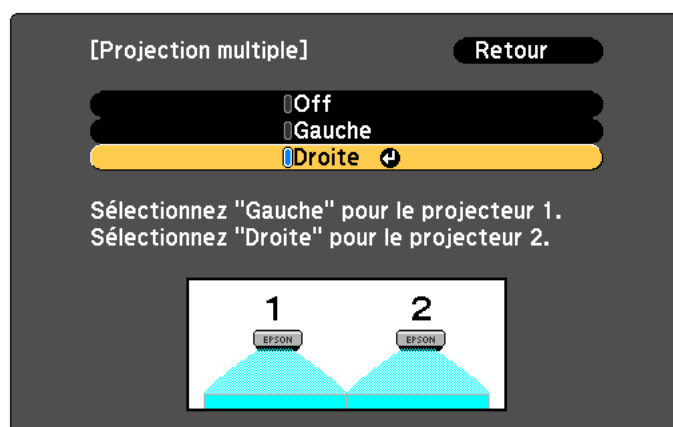 [Projection multiple] Retour
Off
Gauche
Droite
Sélectionnez "Gauche" pour le projecteur 1.
Sélectionnez "Droite" pour le projecteur 2.
1 2
EPSON EPSON